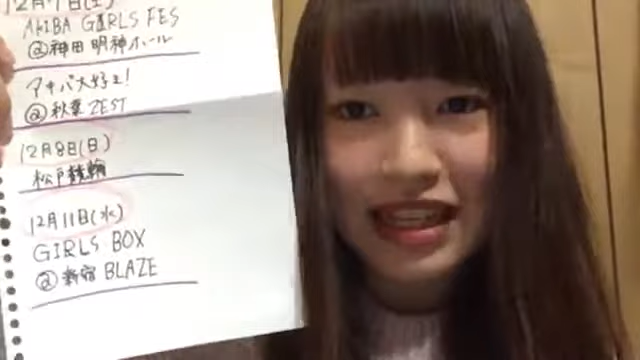 12月7日(土)
AKIBA GIRLS FES
@神田明神ホール
アキバ大好き!
@秋葉ZEST
12月8日(日)
松戸競輪
12月11日(水)
GIRLS BOX
@新宿BLAZE